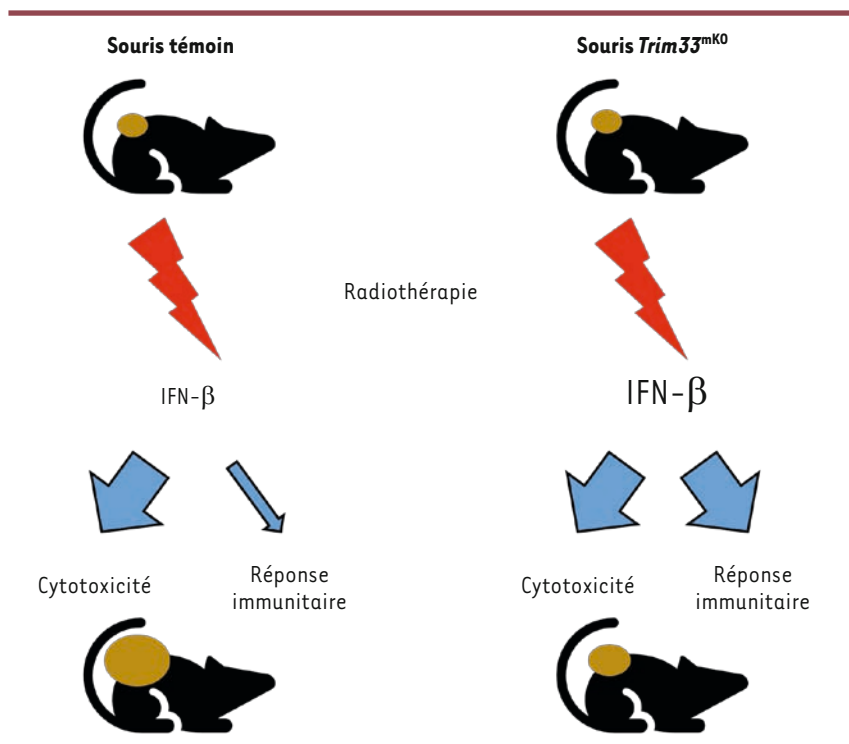 Souris témoin
Souris Trim33mKO
Radiothérapie
IFN-β
IFN-β
Cytotoxicité
Réponse
immunitaire
Cytotoxicité
Réponse
immunitaire